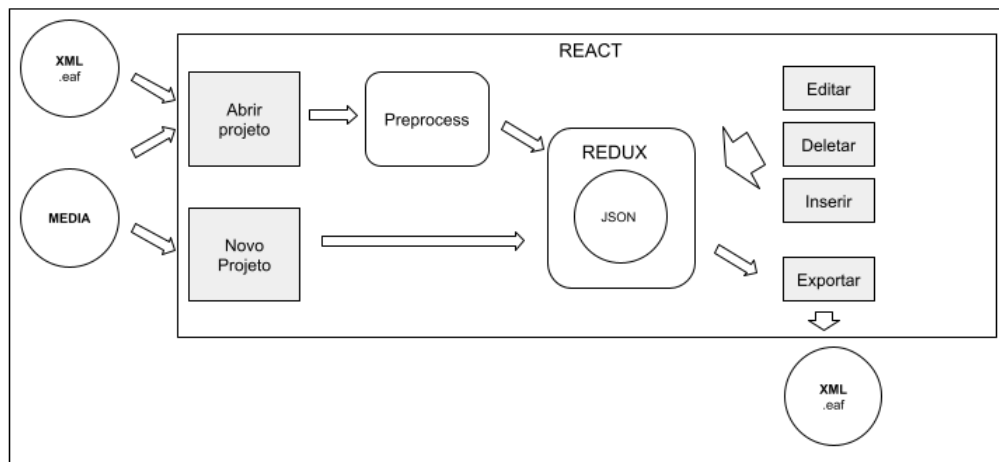 XML
.eaf
REACT
Abrir
projeto
Preprocess
Editar
Deletar
Inserir
REDUX
JSON
MEDIA
Novo
Projeto
Exportar
XML
.eaf